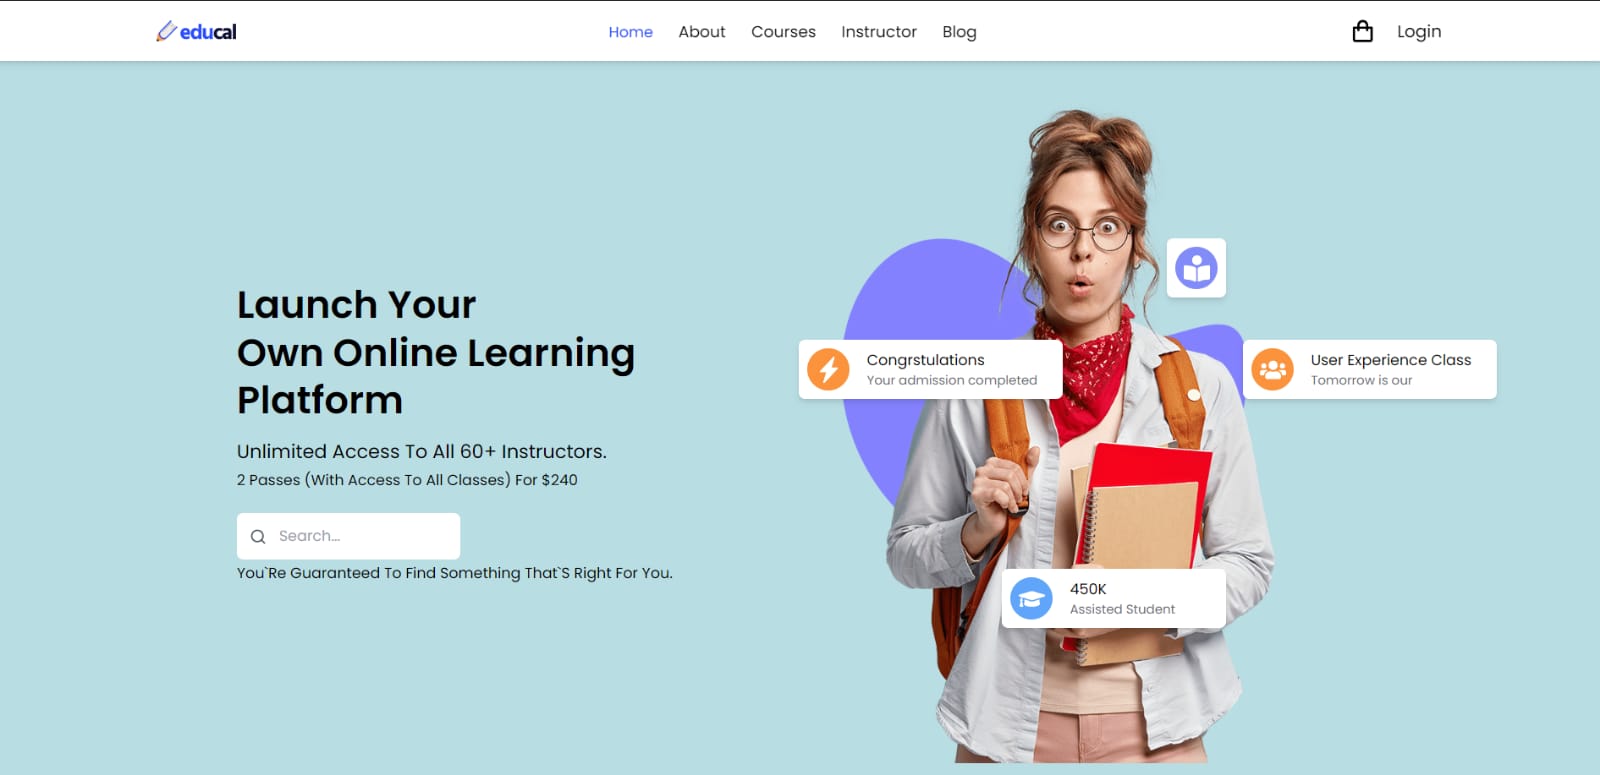 educal
Home About Courses Instructor Blog
Login
Launch Your
Own Online Learning
Platform
Unlimited Access To All 60+ Instructors.
2 Passes (With Access To All Classes) For $240
Search...
You`Re Guaranteed To Find Something That`S Right For You.
Congrstulations
Your admission completed
User Experience Class
Tomorrow is our
450K
Assisted Student